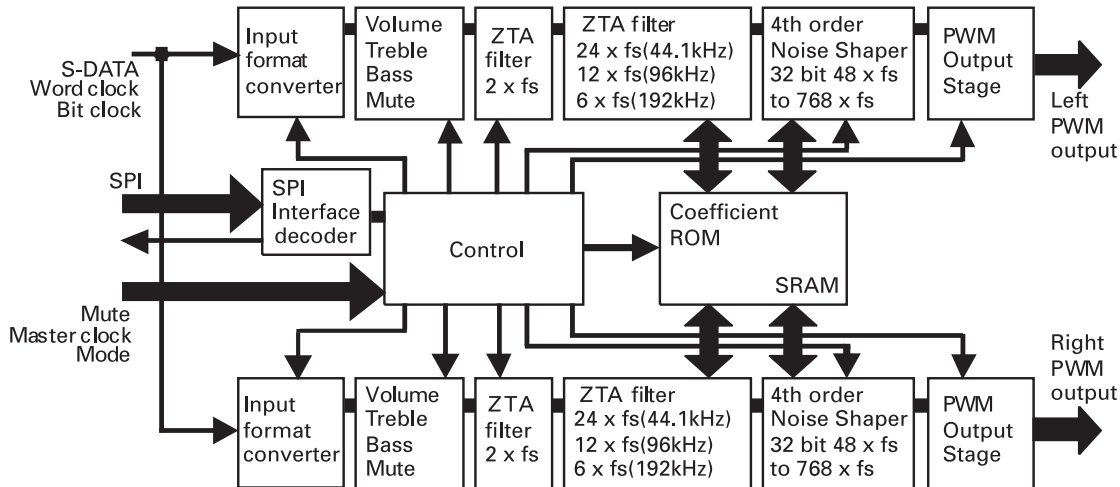 S-DATA
Word clock
Bit clock
Input
format
converter
Volume
Treble
Bass
Mute
ZTA
filter
2 x fs
ZTA filter
24 x fs(44.1kHz)
12 x fs(96kHz)
6 x fs(192kHz)
4th order
Noise Shaper
32 bit 48 x fs
to 768 x fs
PWM
Output
Stage
Left
PWM
output
SPI
SPI
Interface
decoder
Control
Coefficient
ROM
SRAM
Mute
Master clock
Mode
Input
format
converter
Volume
Treble
Bass
Mute
ZTA
filter
2 x fs
ZTA filter
24 x fs(44.1kHz)
12 x fs(96kHz)
6 x fs(192kHz)
4th order
Noise Shaper
32 bit 48 x fs
to 768 x fs
PWM
Output
Stage
Right
PWM
output